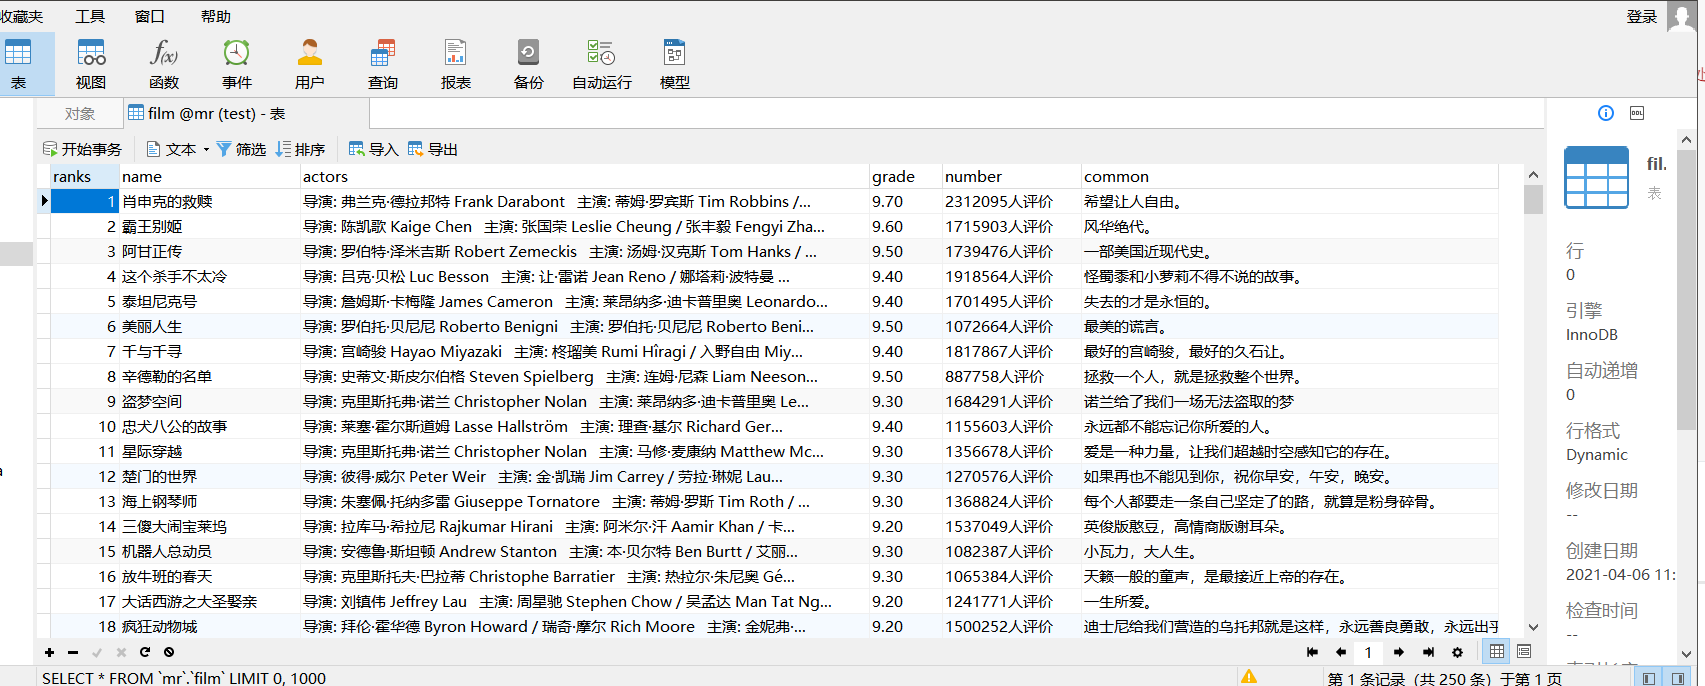 收藏夹 工具 窗口 帮助 登录
表 视图 函数 事件 用户 查询 报表 备份 自动运行 模型
对象 film @mr (test) - 表
开始事务 文本 筛选 排序 导入 导出
ranks name actors grade number common
1 肖申克的救赎 导演: 弗兰克·德拉邦特 Frank Darabont 主演: 蒂姆·罗宾斯 Tim Robbins /... 9.70 2312095人评价 希望让人自由。
2 霸王别姬 导演: 陈凯歌 Kaige Chen 主演: 张国荣 Leslie Cheung / 张丰毅 Fengyi Zha... 9.60 1715903人评价 风华绝代。
3 阿甘正传 导演: 罗伯特·泽米吉斯 Robert Zemeckis 主演: 汤姆·汉克斯 Tom Hanks / ... 9.50 1739476人评价 一部美国近现代史。
4 这个杀手不太冷 导演: 吕克·贝松 Luc Besson 主演: 让·雷诺 Jean Reno / 娜塔莉·波特曼 ... 9.40 1918564人评价 怪蜀黍和小萝莉不得不说的故事。
5 泰坦尼克号 导演: 詹姆斯·卡梅隆 James Cameron 主演: 莱昂纳多·迪卡普里奥 Leonardo... 9.40 1701495人评价 失去的才是永恒的。
6 美丽人生 导演: 罗伯托·贝尼尼 Roberto Benigni 主演: 罗伯托·贝尼尼 Roberto Beni... 9.50 1072664人评价 最美的谎言。
7 千与千寻 导演: 宫崎骏 Hayao Miyazaki 主演: 柊瑠美 Rumi Hîragi / 入野自由 Miy... 9.40 1817867人评价 最好的宫崎骏，最好的久石让。
8 辛德勒的名单 导演: 史蒂文·斯皮尔伯格 Steven Spielberg 主演: 连姆·尼森 Liam Neeson... 9.50 887758人评价 拯救一个人，就是拯救整个世界。
9 盗梦空间 导演: 克里斯托弗·诺兰 Christopher Nolan 主演: 莱昂纳多·迪卡普里奥 Le... 9.30 1684291人评价 诺兰给了我们一场无法盗取的梦
10 忠犬八公的故事 导演: 莱塞·霍尔斯道姆 Lasse Hallström 主演: 理查·基尔 Richard Ger... 9.40 1155603人评价 永远都不能忘记你所爱的人。
11 星际穿越 导演: 克里斯托弗·诺兰 Christopher Nolan 主演: 马修·麦康纳 Matthew Mc... 9.30 1356678人评价 爱是一种力量，让我们超越时空感知它的存在。
12 楚门的世界 导演: 彼得·威尔 Peter Weir 主演: 金·凯瑞 Jim Carrey / 劳拉·琳妮 Lau... 9.30 1270576人评价 如果再也不能见到你，祝你早安，午安，晚安。
13 海上钢琴师 导演: 朱塞佩·托纳多雷 Giuseppe Tornatore 主演: 蒂姆·罗斯 Tim Roth / ... 9.30 1368824人评价 每个人都要走一条自己坚定了的路，就算是粉身碎骨。
14 三傻大闹宝莱坞 导演: 拉库马·希拉尼 Rajkumar Hirani 主演: 阿米尔·汗 Aamir Khan / 卡... 9.20 1537049人评价 英俊版憨豆，高情商版谢耳朵。
15 机器人总动员 导演: 安德鲁·斯坦顿 Andrew Stanton 主演: 本·贝尔特 Ben Burtt / 艾丽... 9.30 1082387人评价 小瓦力，大人生。
16 放牛班的春天 导演: 克里斯托夫·巴拉蒂 Christophe Barratier 主演: 热拉尔·朱尼奥 Gé... 9.30 1065384人评价 天籁一般的童声，是最接近上帝的存在。
17 大话西游之大圣娶亲 导演: 刘镇伟 Jeffrey Lau 主演: 周星驰 Stephen Chow / 吴孟达 Man Tat Ng... 9.20 1241771人评价 一生所爱。
18 疯狂动物城 导演: 拜伦·霍华德 Byron Howard / 瑞奇·摩尔 Rich Moore 主演: 金妮弗·... 9.20 1500252人评价 迪士尼给我们营造的乌托邦就是这样，永远善良勇敢，永远出乎
1
SELECT * FROM `mr`.`film` LIMIT 0, 1000 第 1 条记录（共 250 条）于第 1 页
DDL
fil.
表
行
0
引擎
InnoDB
自动递增
0
行格式
Dynamic
修改日期
--
创建日期
2021-04-06 11:
检查时间
--